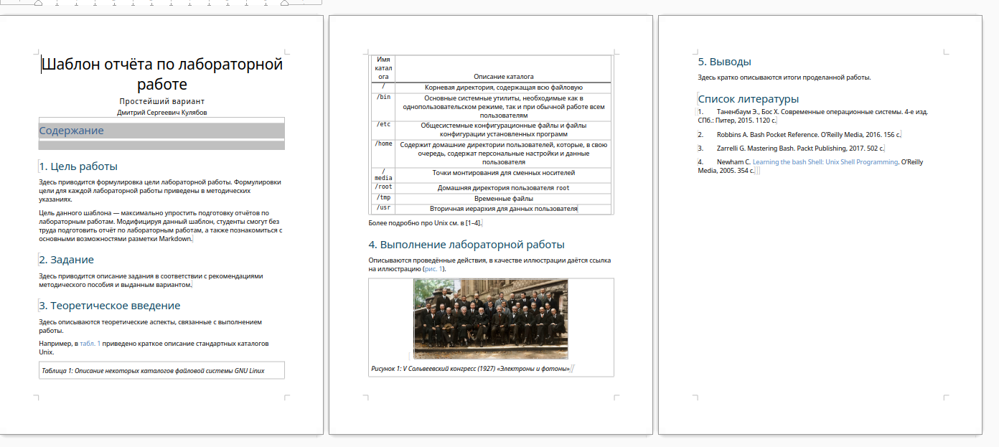 Шаблон отчёта по лабораторной
работе
Простейший вариант
Дмитрий Сергеевич Кулябов
Содержание
1. Цель работы
Здесь приводится формулировка цели лабораторной работы. Формулировки
цели для каждой лабораторной работы приведены в методических
указаниях.
Цель данного шаблона — максимально упростить подготовку отчётов по
лабораторным работам. Модифицируя данный шаблон, студенты смогут без
труда подготовить отчёт по лабораторным работам, а также познакомиться с
основными возможностями разметки Markdown.
2. Задание
Здесь приводится описание задания в соответствии с рекомендациями
методического пособия и выданным вариантом.
3. Теоретическое введение
Здесь описываются теоретические аспекты, связанные с выполнением
работы.
Например, в табл. 1 приведено краткое описание стандартных каталогов
Unix.
Таблица 1: Описание некоторых каталогов файловой системы GNU Linux
Имя
катал
ога Описание каталога
/ Корневая директория, содержащая всю файловую
/bin Основные системные утилиты, необходимые как в
однопользовательском режиме, так и при обычной работе всем
пользователям
/etc Общесистемные конфигурационные файлы и файлы
конфигурации установленных программ
/home Содержит домашние директории пользователей, которые, в свою
очередь, содержат персональные настройки и данные
пользователя
/
media Точки монтирования для сменных носителей
/root Домашняя директория пользователя root
/tmp Временные файлы
/usr Вторичная иерархия для данных пользователя
Более подробно про Unix см. в [1–4].
4. Выполнение лабораторной работы
Описываются проведённые действия, в качестве иллюстрации даётся ссылка
на иллюстрацию (рис. 1).
Рисунок 1: V Сольвеевский конгресс (1927) «Электроны и фотоны»
5. Выводы
Здесь кратко описываются итоги проделанной работы.
Список литературы
1. Таненбаум Э., Бос Х. Современные операционные системы. 4-е изд.
СПб.: Питер, 2015. 1120 с.
2. Robbins A. Bash Pocket Reference. O'Reilly Media, 2016. 156 с.
3. Zarrelli G. Mastering Bash. Packt Publishing, 2017. 502 с.
4. Newham C. Learning the bash Shell: Unix Shell Programming. O'Reilly
Media, 2005. 354 с.